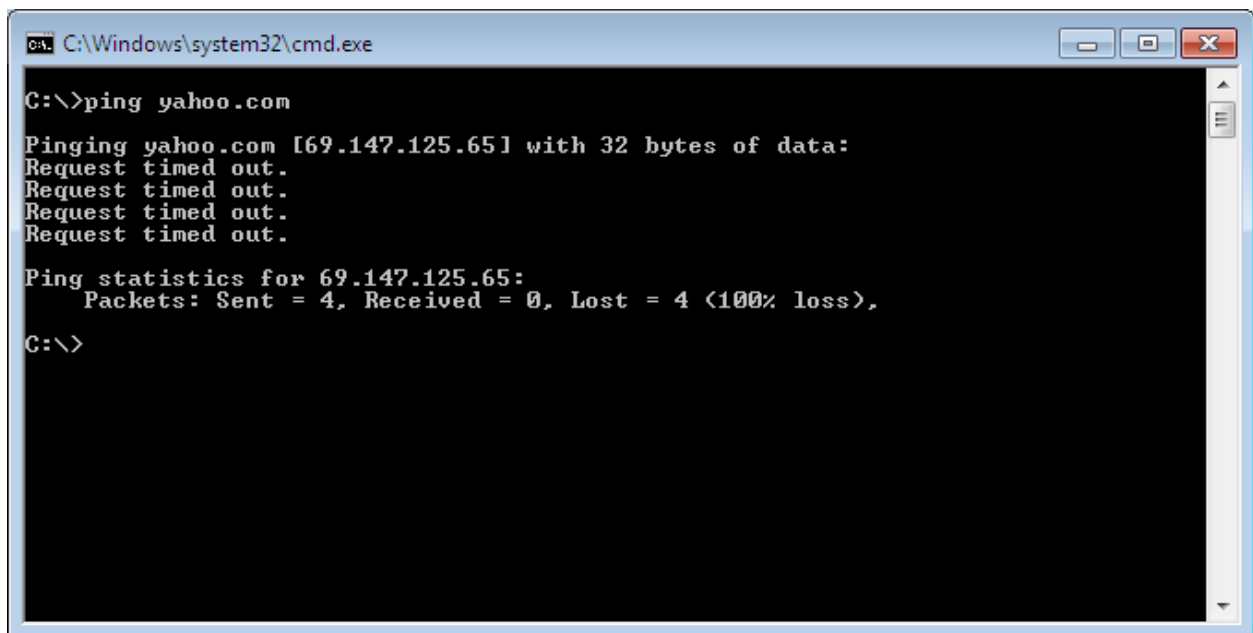 C:\Windows\system32\cmd.exe
C:\>ping yahoo.com
Pinging yahoo.com [69.147.125.65] with 32 bytes of data:
Request timed out.
Request timed out.
Request timed out.
Request timed out.
Ping statistics for 69.147.125.65:
    Packets: Sent = 4, Received = 0, Lost = 4 (100% loss),
C:\>